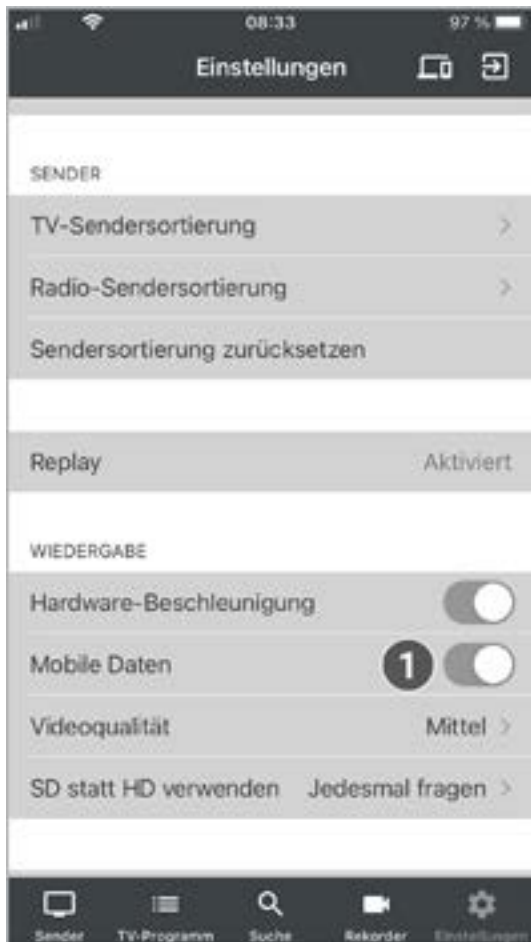 08:33
97 %
Einstellungen
SENDER
TV-Sendersortierung
Radio-Sendersortierung
Sendersortierung zurücksetzen
Replay Aktiviert
WIEDERGABE
Hardware-Beschleunigung
Mobile Daten 1
Videoqualität Mittel
SD statt HD verwenden Jedesmal fragen
Sender TV-Programm Suche Rekorder Einstellungen